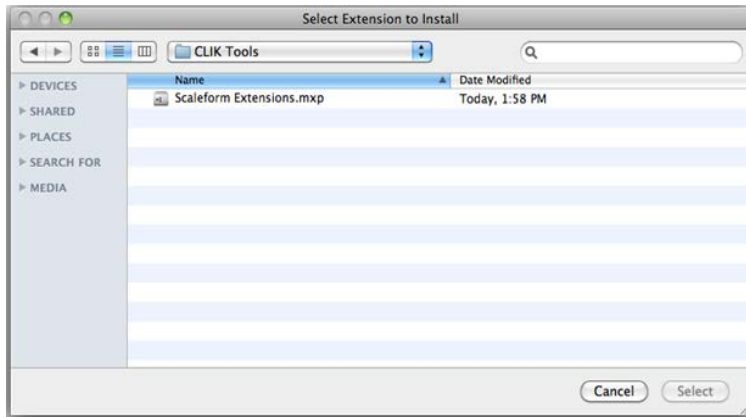 Select Extension to Install
CLIK Tools
Name Date Modified
DEVICES
Scaleform Extensions.mxp Today, 1:58 PM
SHARED
PLACES
SEARCH FOR
MEDIA
Cancel Select